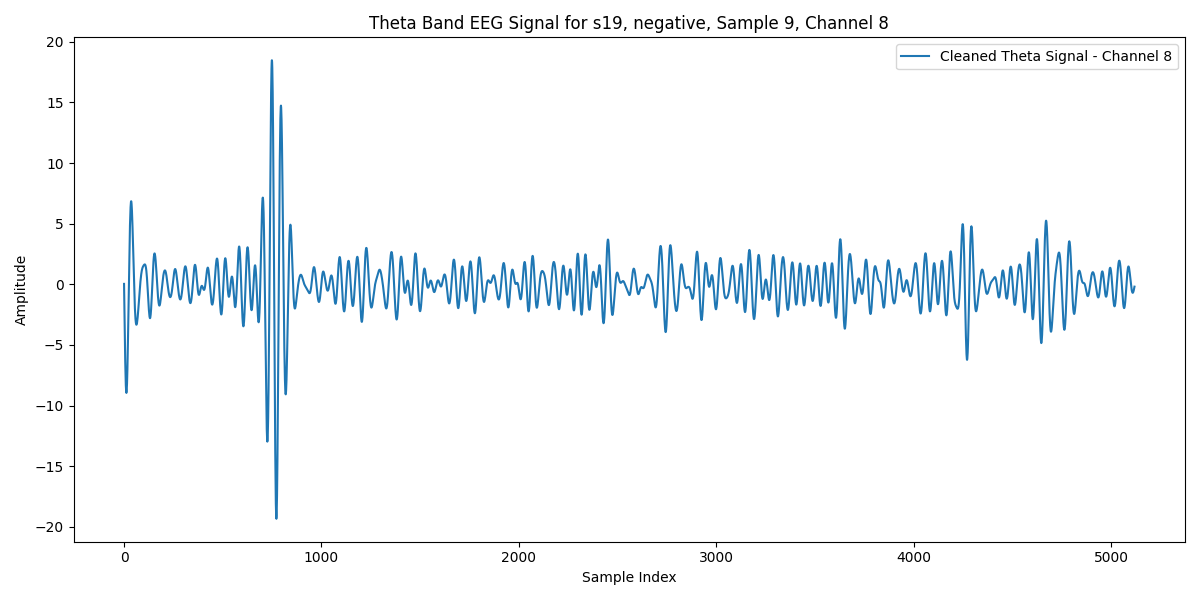 Theta Band EEG Signal for s19, negative, Sample 9, Channel 8
Cleaned Theta Signal - Channel 8
Amplitude
20
15
10
5
0
−5
−10
−15
−20
0 1000 2000 3000 4000 5000
Sample Index